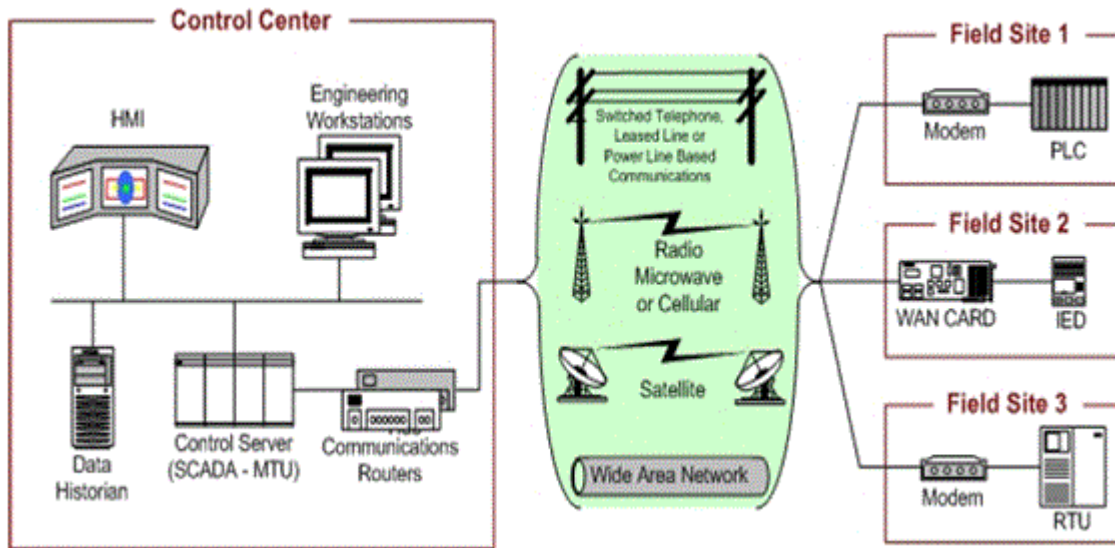 Control Center
HMI
Engineering
Workstations
Data
Historian
Control Server
(SCADA - MTU)
Communications
Routers
Switched Telephone,
Leased Line or
Power Line Based
Communications
Radio
Microwave
or Cellular
Satellite
Wide Area Network
Field Site 1
Modem
PLC
Field Site 2
WAN CARD
IED
Field Site 3
Modem
RTU